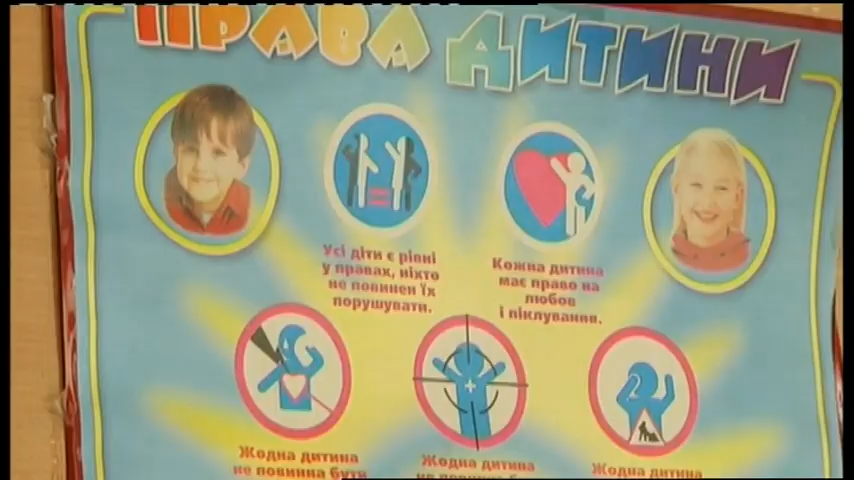 ПРАВА ДИТИНИ
Усі діти є рівні
у правах, ніхто
не повинен їх
порушувати.
Кожна дитина
має право на
любов
і піклування.
Жодна дитина
не повинна бути
Жодна дитина
Жодна дитина